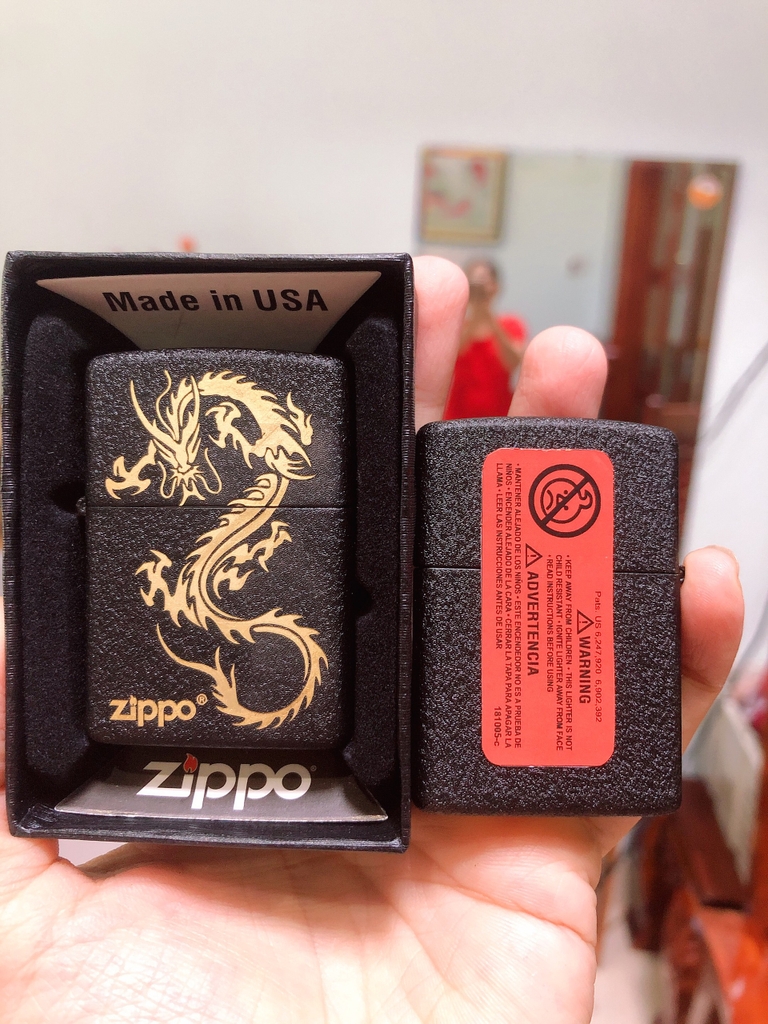 Made in USA
zippo®
zippo
Pats. US 6,247,920 6,902,392
WARNING
• KEEP AWAY FROM CHILDREN • THIS LIGHTER IS NOT
CHILD RESISTANT • IGNITE LIGHTER AWAY FROM FACE
• READ INSTRUCTIONS BEFORE USING
ADVERTENCIA
• MANTENER ALEJADO DE LOS NIÑOS • ESTE ENCENDEDOR NO ES A PRUEBA DE
NIÑOS • ENCENDER ALEJADO DE LA CARA • CERRAR LA TAPA PARA APAGAR LA
LLAMA • LEER LAS INSTRUCCIONES ANTES DE USAR
181005-c